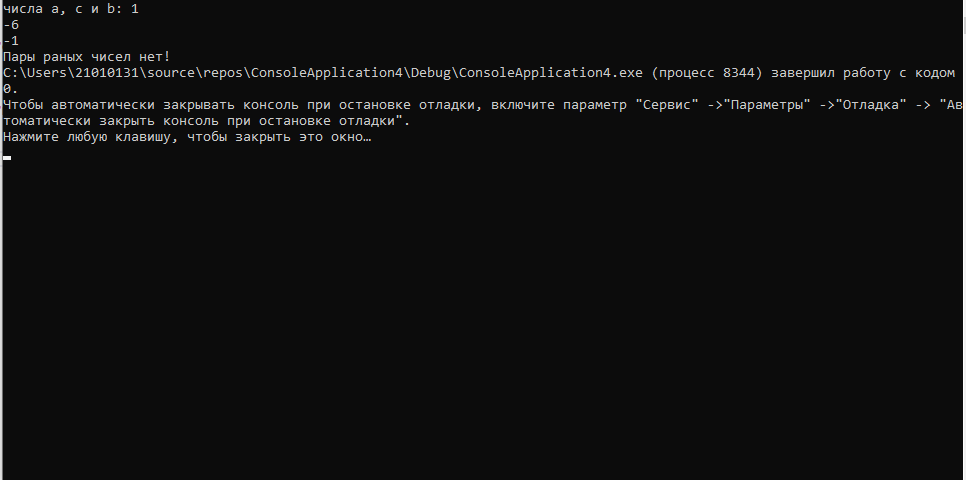 числа a, c и b: 1
-6
-1
Пары раных чисел нет!
C:\Users\21010131\source\repos\ConsoleApplication4\Debug\ConsoleApplication4.exe (процесс 8344) завершил работу с кодом
0.
Чтобы автоматически закрывать консоль при остановке отладки, включите параметр "Сервис" ->"Параметры" ->"Отладка" -> "Ав
томатически закрыть консоль при остановке отладки".
Нажмите любую клавишу, чтобы закрыть это окно…